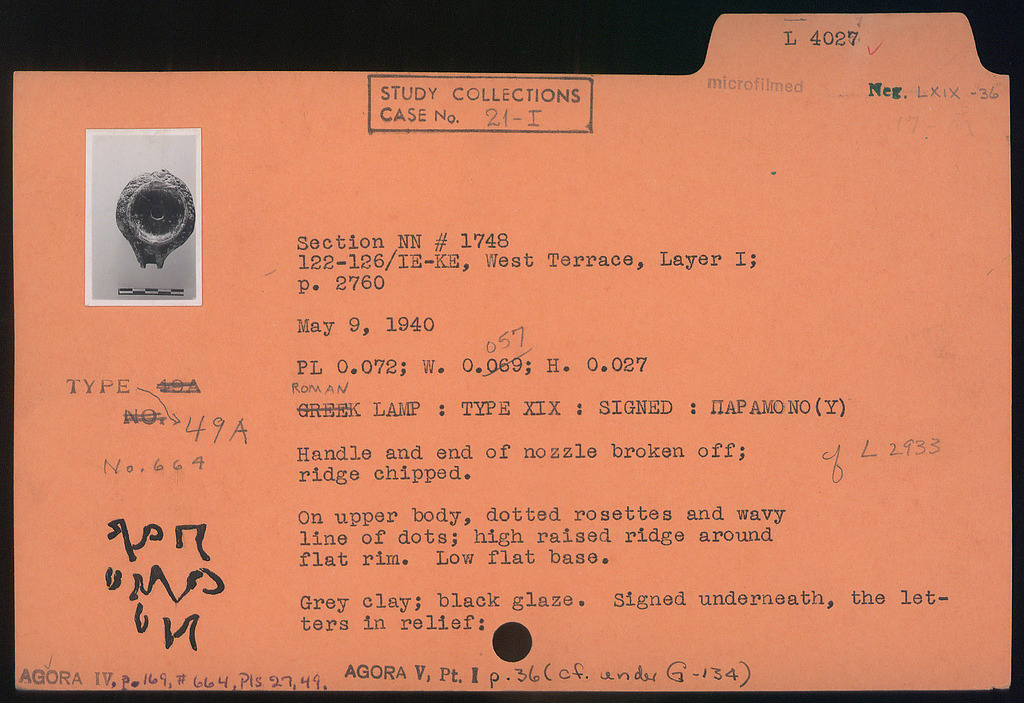 L 4027
microfilmed
Neg. LXIX -36
17
STUDY COLLECTIONS
CASE No. 21-I
Section NN # 1748
122-126/IE-KE, West Terrace, Layer I;
p. 2760
May 9, 1940
057
PL 0.072; W. 0.069; H. 0.027
ROMAN
GREEK LAMP : TYPE XIX : SIGNED : ΠΑΡΑΜΟΝΟ(Υ)
TYPE 49A
NO. 49A
No. 664
Handle and end of nozzle broken off;
ridge chipped.
cf L 2933
On upper body, dotted rosettes and wavy
line of dots; high raised ridge around
flat rim. Low flat base.
Grey clay; black glaze. Signed underneath, the let-
ters in relief:
AGORA IV, p. 169, # 664, Pls 27, 49.
AGORA V, Pt. I p. 36 (cf. under G-134)